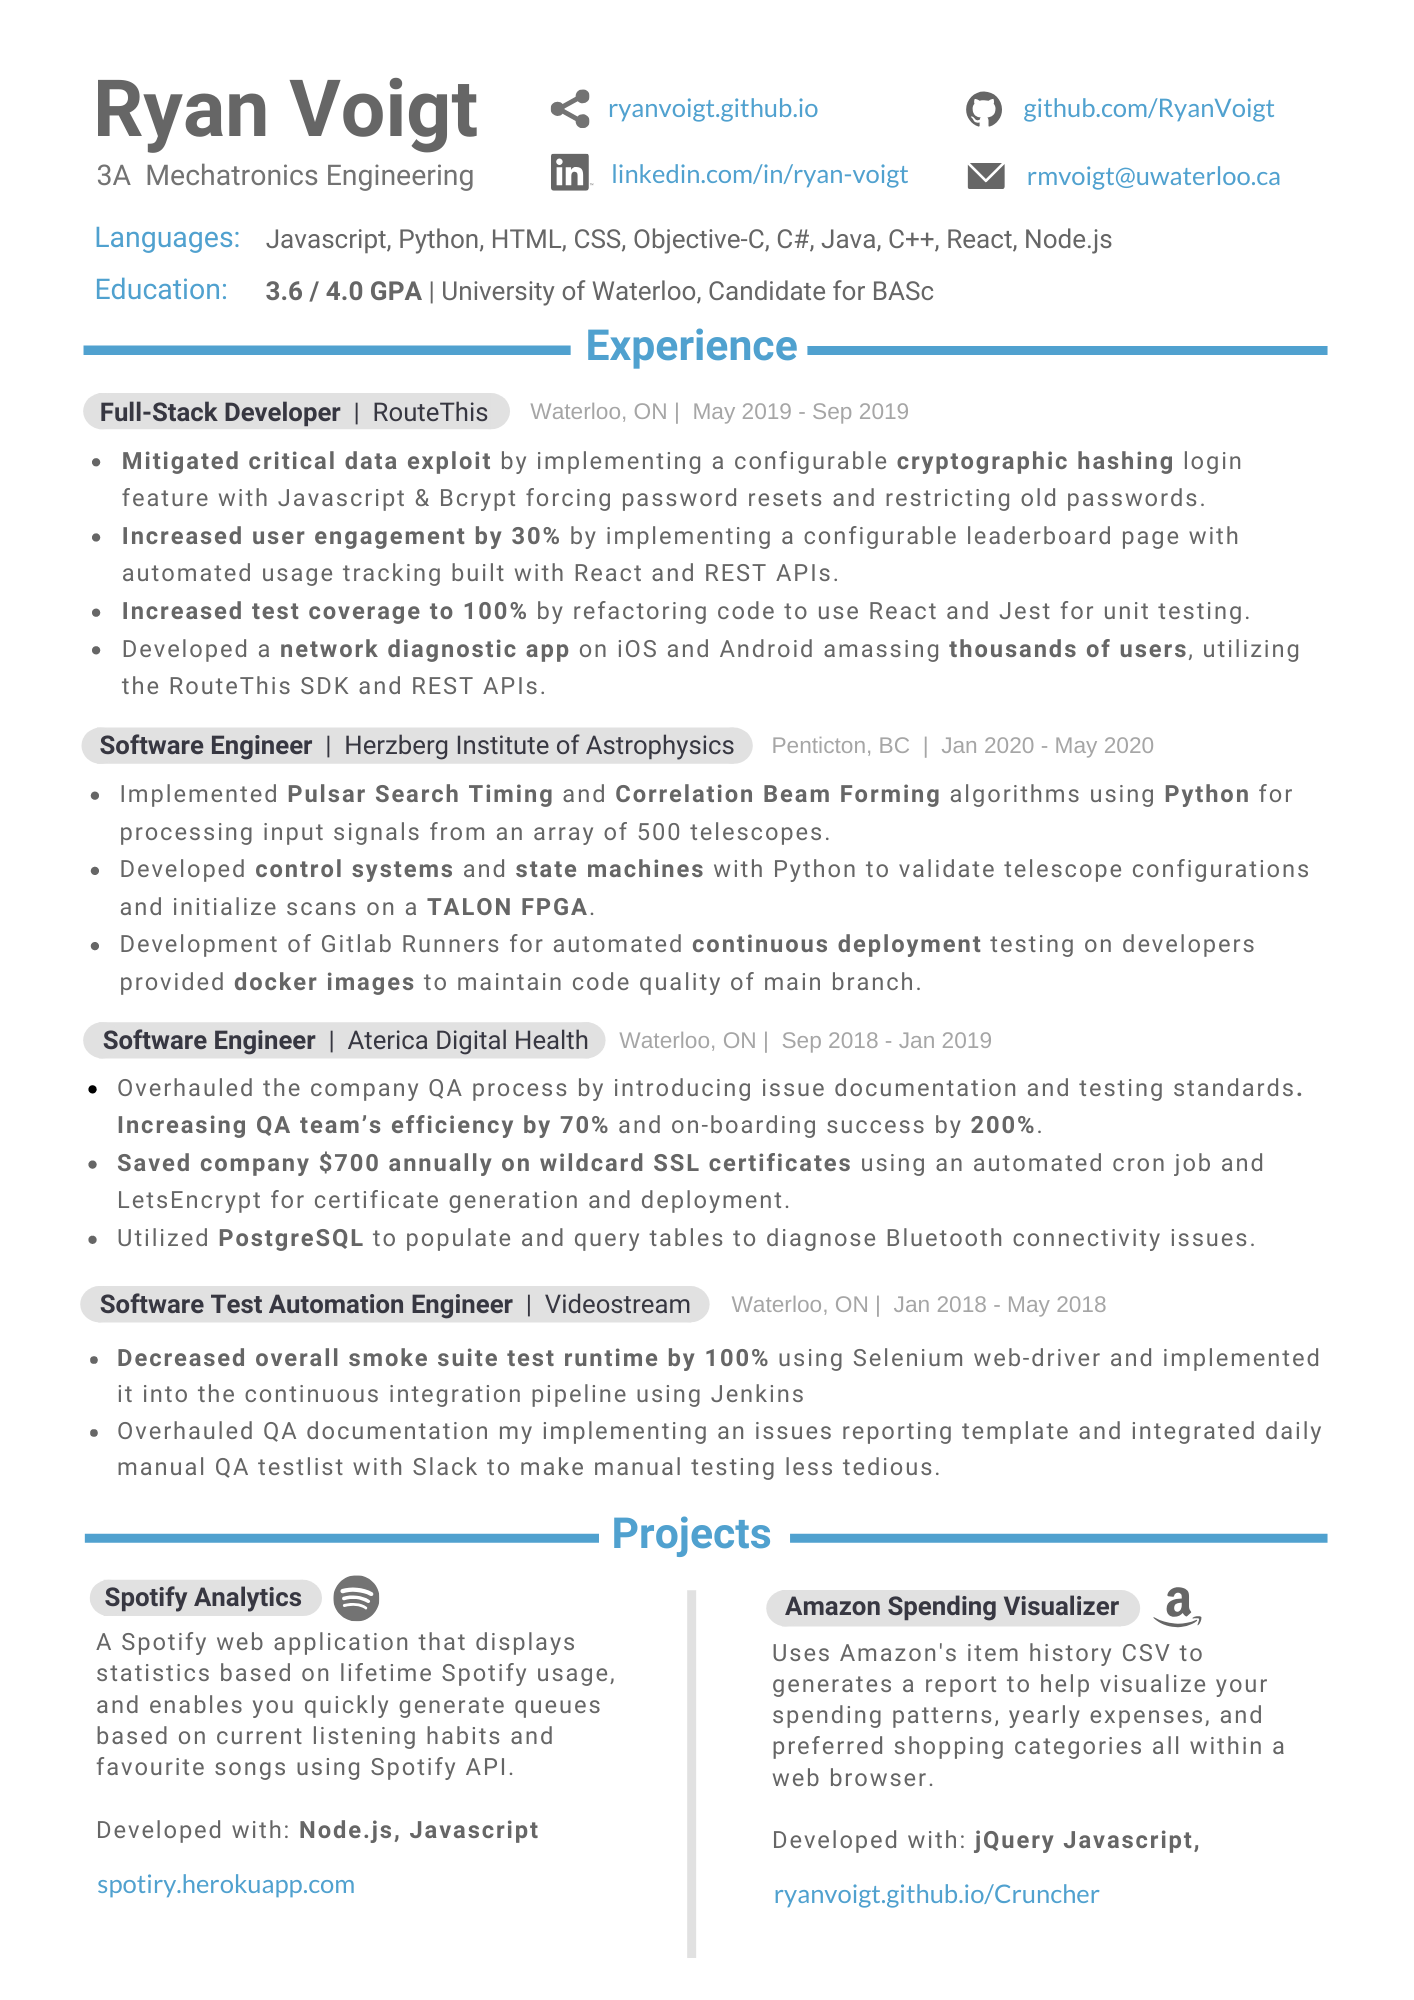 Ryan Voigt
3A Mechatronics Engineering
ryanvoigt.github.io
github.com/RyanVoigt
linkedin.com/in/ryan-voigt
rmvoigt@uwaterloo.ca
Languages: Javascript, Python, HTML, CSS, Objective-C, C#, Java, C++, React, Node.js
Education: 3.6 / 4.0 GPA | University of Waterloo, Candidate for BASc
Experience
Full-Stack Developer | RouteThis Waterloo, ON | May 2019 - Sep 2019
• Mitigated critical data exploit by implementing a configurable cryptographic hashing login
feature with Javascript & Bcrypt forcing password resets and restricting old passwords.
• Increased user engagement by 30% by implementing a configurable leaderboard page with
automated usage tracking built with React and REST APIs.
• Increased test coverage to 100% by refactoring code to use React and Jest for unit testing.
• Developed a network diagnostic app on iOS and Android amassing thousands of users, utilizing
the RouteThis SDK and REST APIs.
Software Engineer | Herzberg Institute of Astrophysics Penticton, BC | Jan 2020 - May 2020
• Implemented Pulsar Search Timing and Correlation Beam Forming algorithms using Python for
processing input signals from an array of 500 telescopes.
• Developed control systems and state machines with Python to validate telescope configurations
and initialize scans on a TALON FPGA.
• Development of Gitlab Runners for automated continuous deployment testing on developers
provided docker images to maintain code quality of main branch.
Software Engineer | Aterica Digital Health Waterloo, ON | Sep 2018 - Jan 2019
• Overhauled the company QA process by introducing issue documentation and testing standards.
Increasing QA team's efficiency by 70% and on-boarding success by 200%.
• Saved company $700 annually on wildcard SSL certificates using an automated cron job and
LetsEncrypt for certificate generation and deployment.
• Utilized PostgreSQL to populate and query tables to diagnose Bluetooth connectivity issues.
Software Test Automation Engineer | Videostream Waterloo, ON | Jan 2018 - May 2018
• Decreased overall smoke suite test runtime by 100% using Selenium web-driver and implemented
it into the continuous integration pipeline using Jenkins
• Overhauled QA documentation my implementing an issues reporting template and integrated daily
manual QA testlist with Slack to make manual testing less tedious.
Projects
Spotify Analytics
A Spotify web application that displays
statistics based on lifetime Spotify usage,
and enables you quickly generate queues
based on current listening habits and
favourite songs using Spotify API.
Developed with: Node.js, Javascript
spotiry.herokuapp.com
Amazon Spending Visualizer
Uses Amazon's item history CSV to
generates a report to help visualize your
spending patterns, yearly expenses, and
preferred shopping categories all within a
web browser.
Developed with: jQuery Javascript,
ryanvoigt.github.io/Cruncher